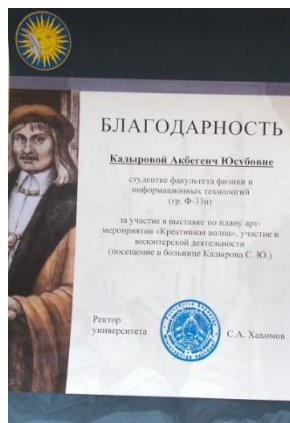 БЛАГОДАРНОСТЬ
Кадыровой Акбегенч Юсубовне
студентке факультета физики и
информационных технологий
(гр. Ф-33п)
за участие в выставке по плану арт-
мероприятия «Креативная волна», участие в
волонтерской деятельности
(посещение в больнице Кадырова С. Ю.)
Ректор
университета
С.А. Хахомов